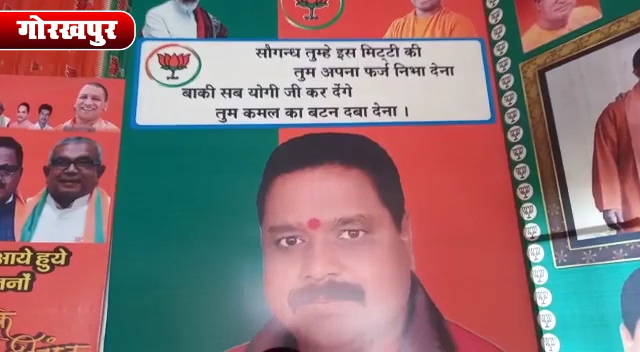 गोरखपुर
सौगन्ध तुम्हे इस मिट्टी की
तुम अपना फर्ज निभा देना
बाकी सब योगी जी कर देंगे
तुम कमल का बटन दबा देना ।
आये हुये